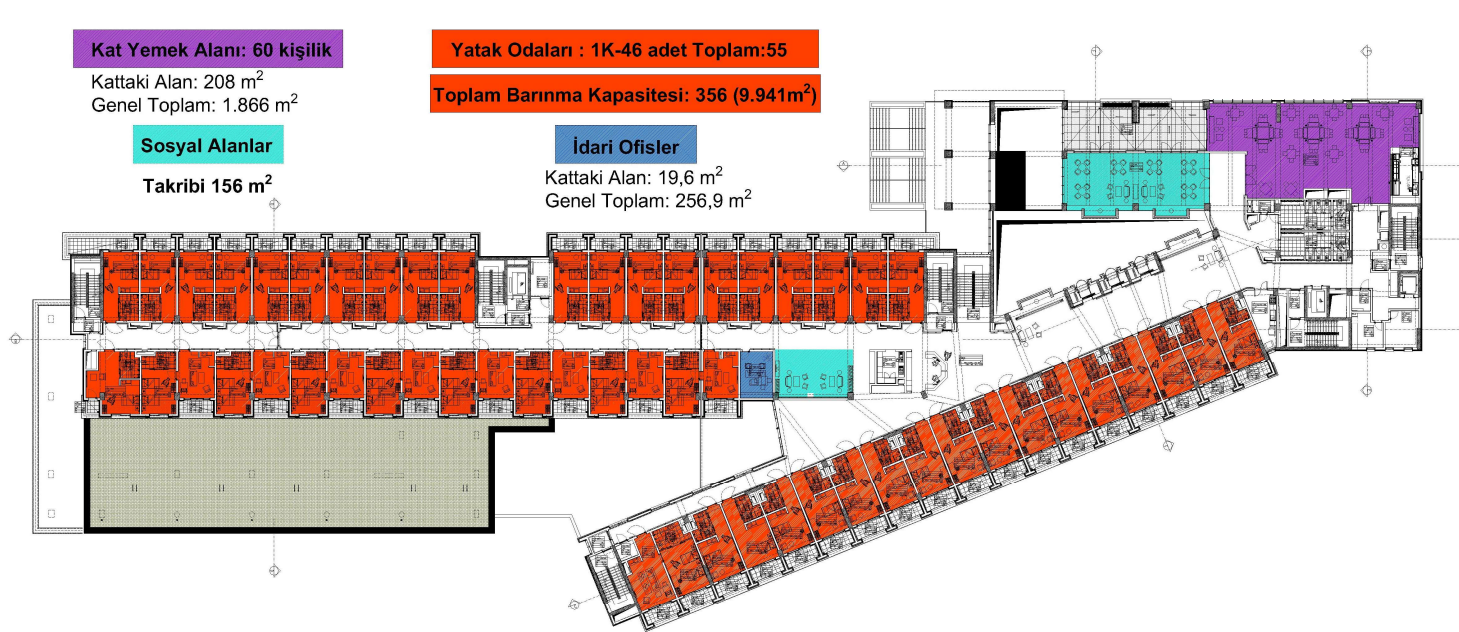 Kat Yemek Alanı: 60 kişilik
Kattaki Alan: 208 m²
Genel Toplam: 1.866 m²
Sosyal Alanlar
Takribi 156 m²
Yatak Odaları : 1K-46 adet Toplam:55
Toplam Barınma Kapasitesi: 356 (9.941m²)
İdari Ofisler
Kattaki Alan: 19,6 m²
Genel Toplam: 256,9 m²